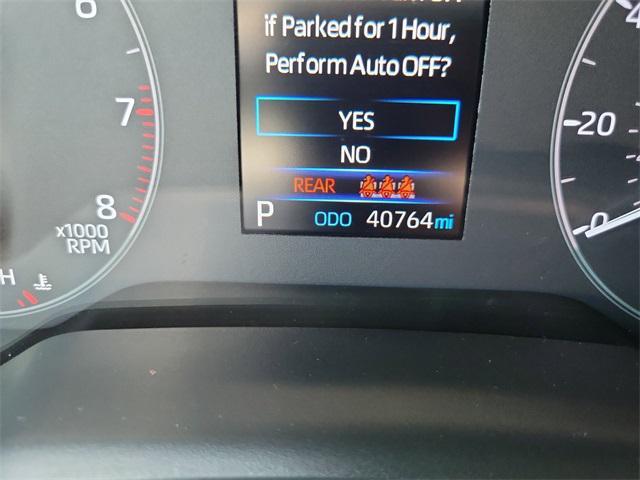 6
if Parked for 1 Hour,
Perform Auto OFF?
7
YES
20
NO
REAR
8
P ODO 40764 mi
0
x1000
RPM
H